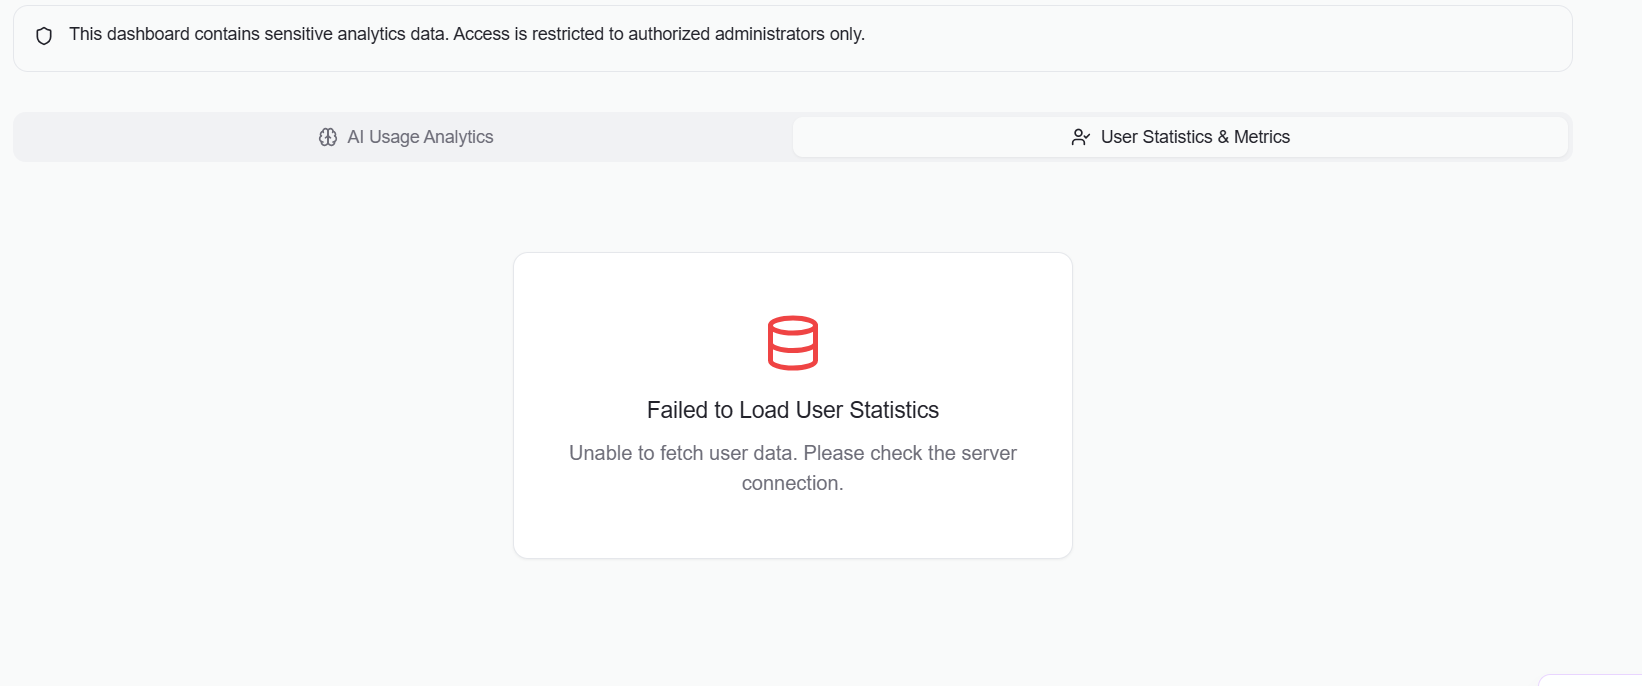 This dashboard contains sensitive analytics data. Access is restricted to authorized administrators only.
AI Usage Analytics
User Statistics & Metrics
Failed to Load User Statistics
Unable to fetch user data. Please check the server
connection.